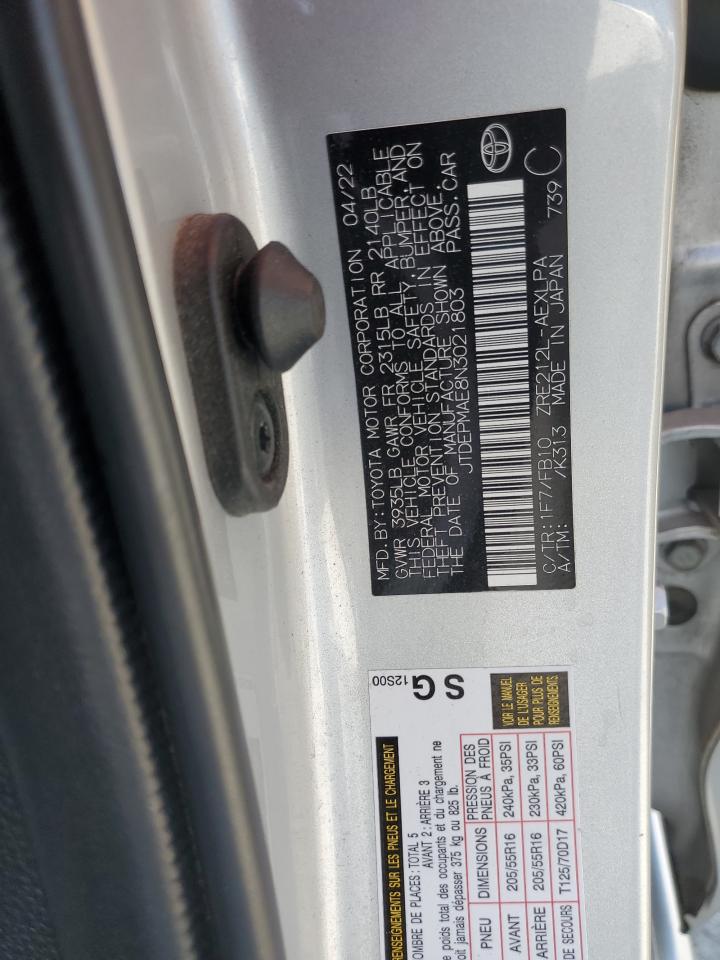 MFD.BY:TOYOTA MOTOR CORPORATION 04/22
GVWR 3935LB GAWR FR 2315LB RR 2140LB
THIS VEHICLE CONFORMS TO ALL APPLICABLE
FEDERAL MOTOR VEHICLE SAFETY, BUMPER, AND
THEFT PREVENTION STANDARDS IN EFFECT ON
THE DATE OF MANUFACTURE SHOWN ABOVE.
JTDEPMAE8N3021803 PASS.CAR
C/TR:1F7/FB10 ZRE212L-AEXLPA 739
A/TM: /K313 MADE IN JAPAN C
RENSEIGNEMENTS SUR LES PNEUS ET LE CHARGEMENT
OMBRE DE PLACES: TOTAL 5
AVANT 2: ARRIÈRE 3
e poids total des occupants et du chargement ne
oit jamais dépasser 375 kg ou 825 lb.
12S00
SG
PNEU DIMENSIONS PRESSION DES PNEUS À FROID
AVANT 205/55R16 240kPa, 35PSI
ARRIÈRE 205/55R16 230kPa, 33PSI
DE SECOURS T125/70D17 420kPa, 60PSI
VOIR LE MANUEL
DE L'USAGER
POUR PLUS DE
RENSEIGNEMENTS